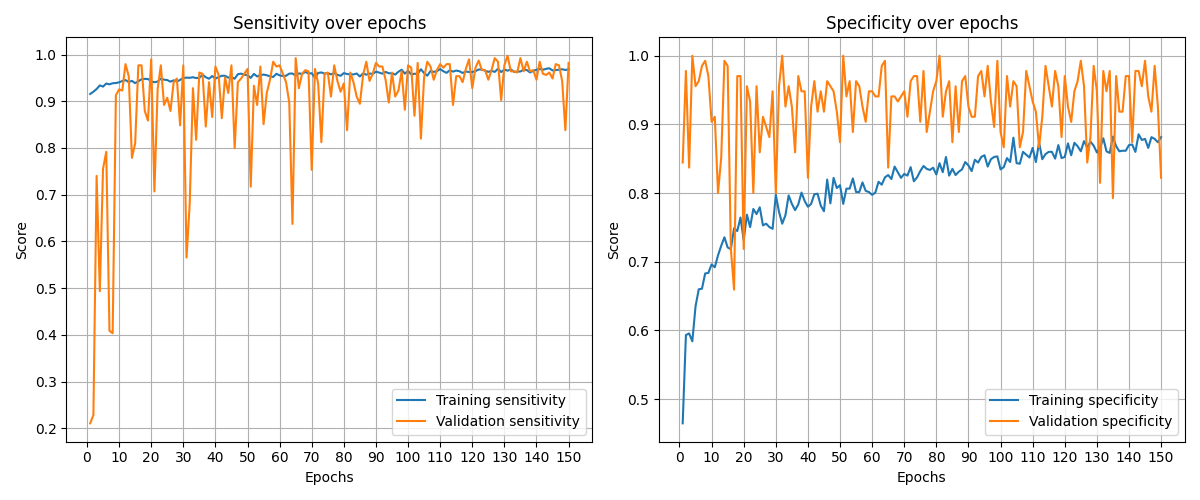 Sensitivity over epochs
Score
1.0
0.9
0.8
0.7
0.6
0.5
0.4
0.3
0.2
0 10 20 30 40 50 60 70 80 90 100 110 120 130 140 150
Epochs
Training sensitivity
Validation sensitivity
Specificity over epochs
Score
1.0
0.9
0.8
0.7
0.6
0.5
0 10 20 30 40 50 60 70 80 90 100 110 120 130 140 150
Epochs
Training specificity
Validation specificity